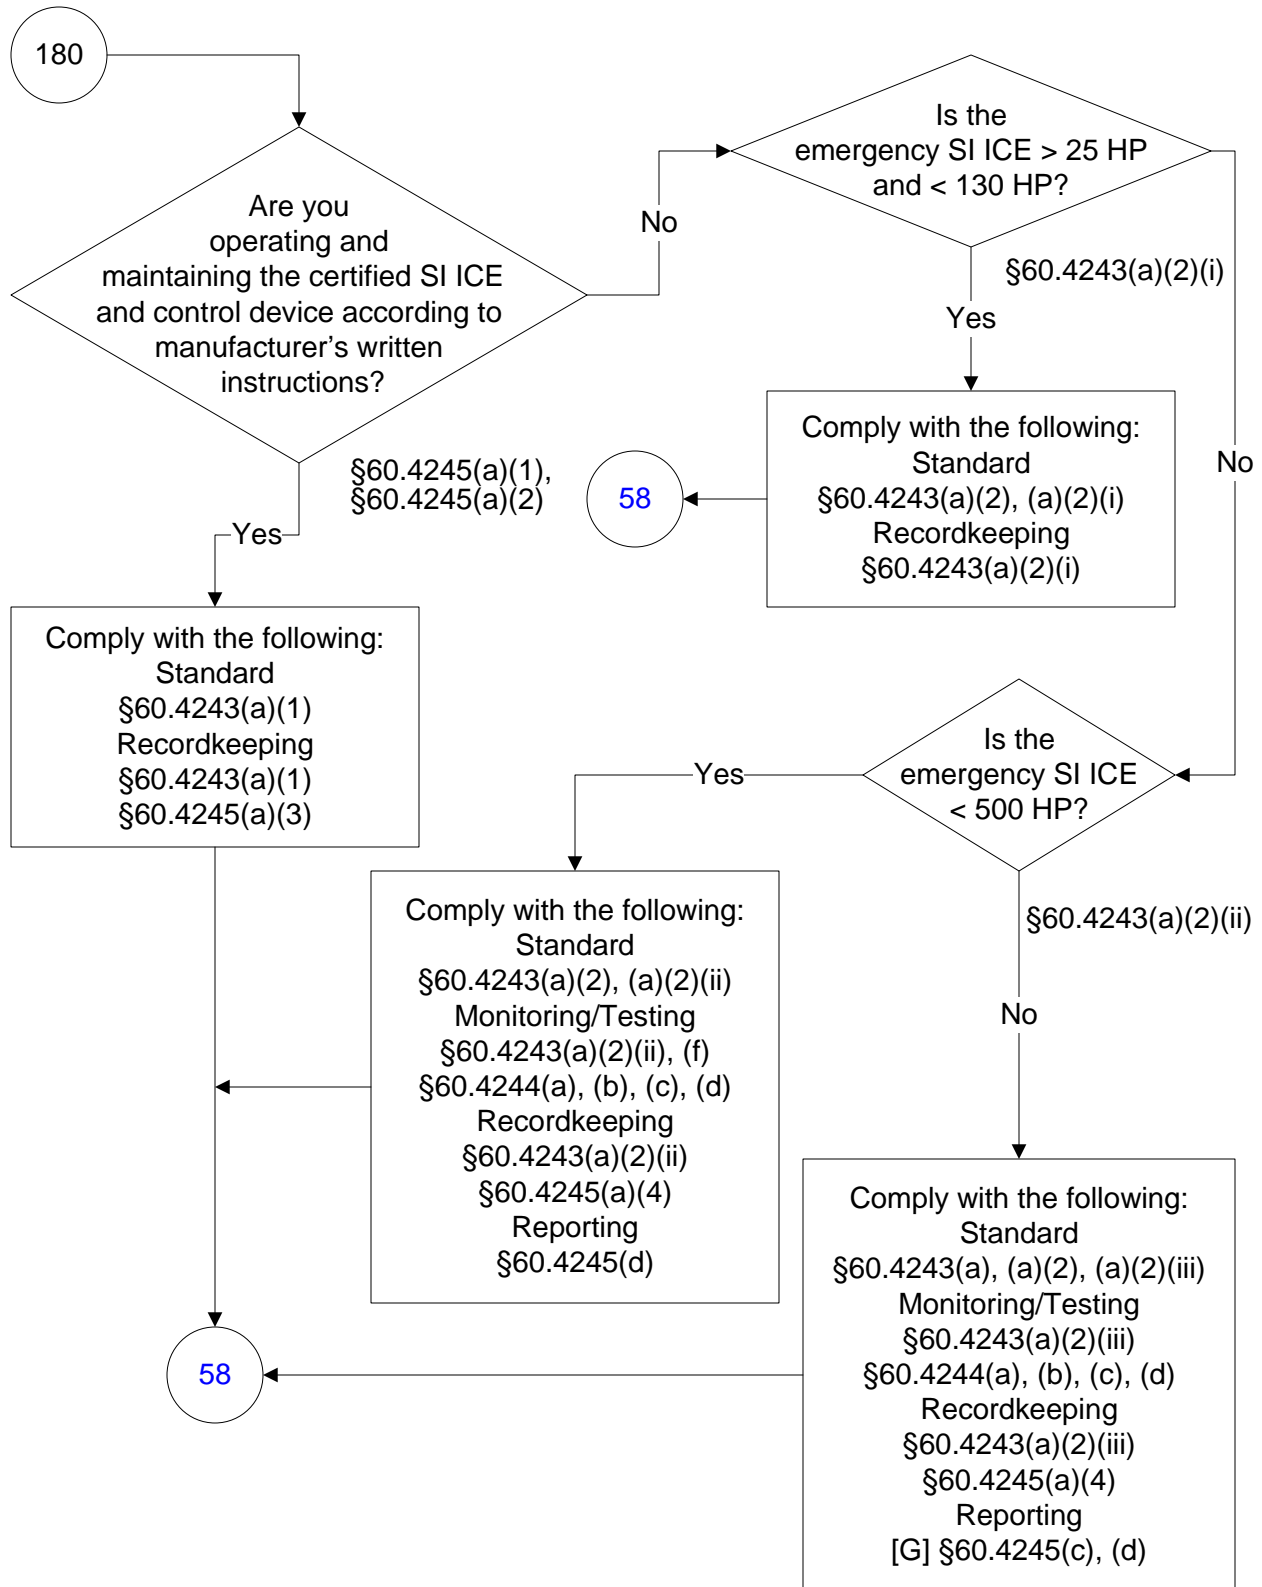 180
Are you
operating and
maintaining the certified SI ICE
and control device according to
manufacturer’s written
instructions?
No
Is the
emergency SI ICE > 25 HP
and < 130 HP?
§60.4243(a)(2)(i)
Yes
No
Comply with the following:
Standard
§60.4243(a)(2), (a)(2)(i)
Recordkeeping
§60.4243(a)(2)(i)
58
§60.4245(a)(1),
§60.4245(a)(2)
Yes
Comply with the following:
Standard
§60.4243(a)(1)
Recordkeeping
§60.4243(a)(1)
§60.4245(a)(3)
Is the
emergency SI ICE
< 500 HP?
Yes
§60.4243(a)(2)(ii)
No
Comply with the following:
Standard
§60.4243(a)(2), (a)(2)(ii)
Monitoring/Testing
§60.4243(a)(2)(ii), (f)
§60.4244(a), (b), (c), (d)
Recordkeeping
§60.4243(a)(2)(ii)
§60.4245(a)(4)
Reporting
§60.4245(d)
Comply with the following:
Standard
§60.4243(a), (a)(2), (a)(2)(iii)
Monitoring/Testing
§60.4243(a)(2)(iii)
§60.4244(a), (b), (c), (d)
Recordkeeping
§60.4243(a)(2)(iii)
§60.4245(a)(4)
Reporting
[G] §60.4245(c), (d)
58